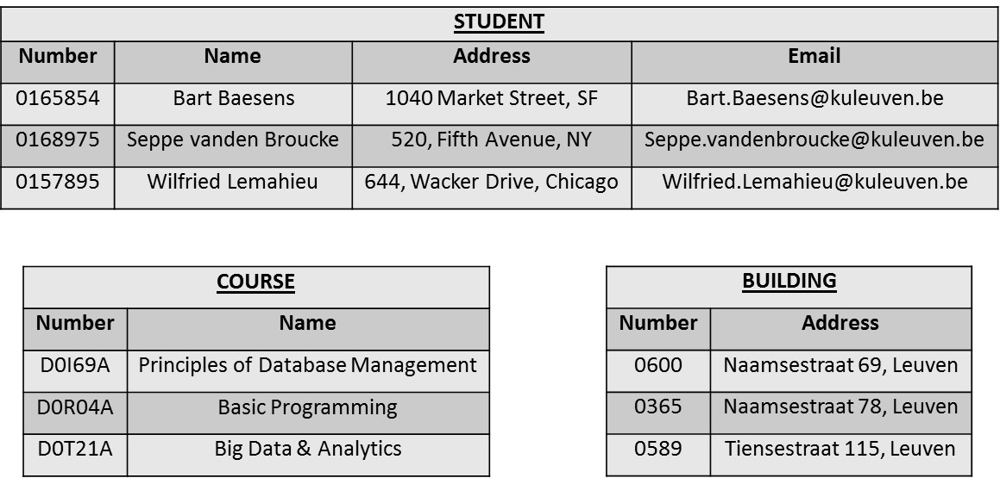 STUDENT
Number Name Address Email
0165854 Bart Baesens 1040 Market Street, SF Bart.Baesens@kuleuven.be
0168975 Seppe vanden Broucke 520, Fifth Avenue, NY Seppe.vandenbroucke@kuleuven.be
0157895 Wilfried Lemahieu 644, Wacker Drive, Chicago Wilfried.Lemahieu@kuleuven.be
COURSE
Number Name
D0I69A Principles of Database Management
D0R04A Basic Programming
D0T21A Big Data & Analytics
BUILDING
Number Address
0600 Naamsestraat 69, Leuven
0365 Naamsestraat 78, Leuven
0589 Tiensestraat 115, Leuven